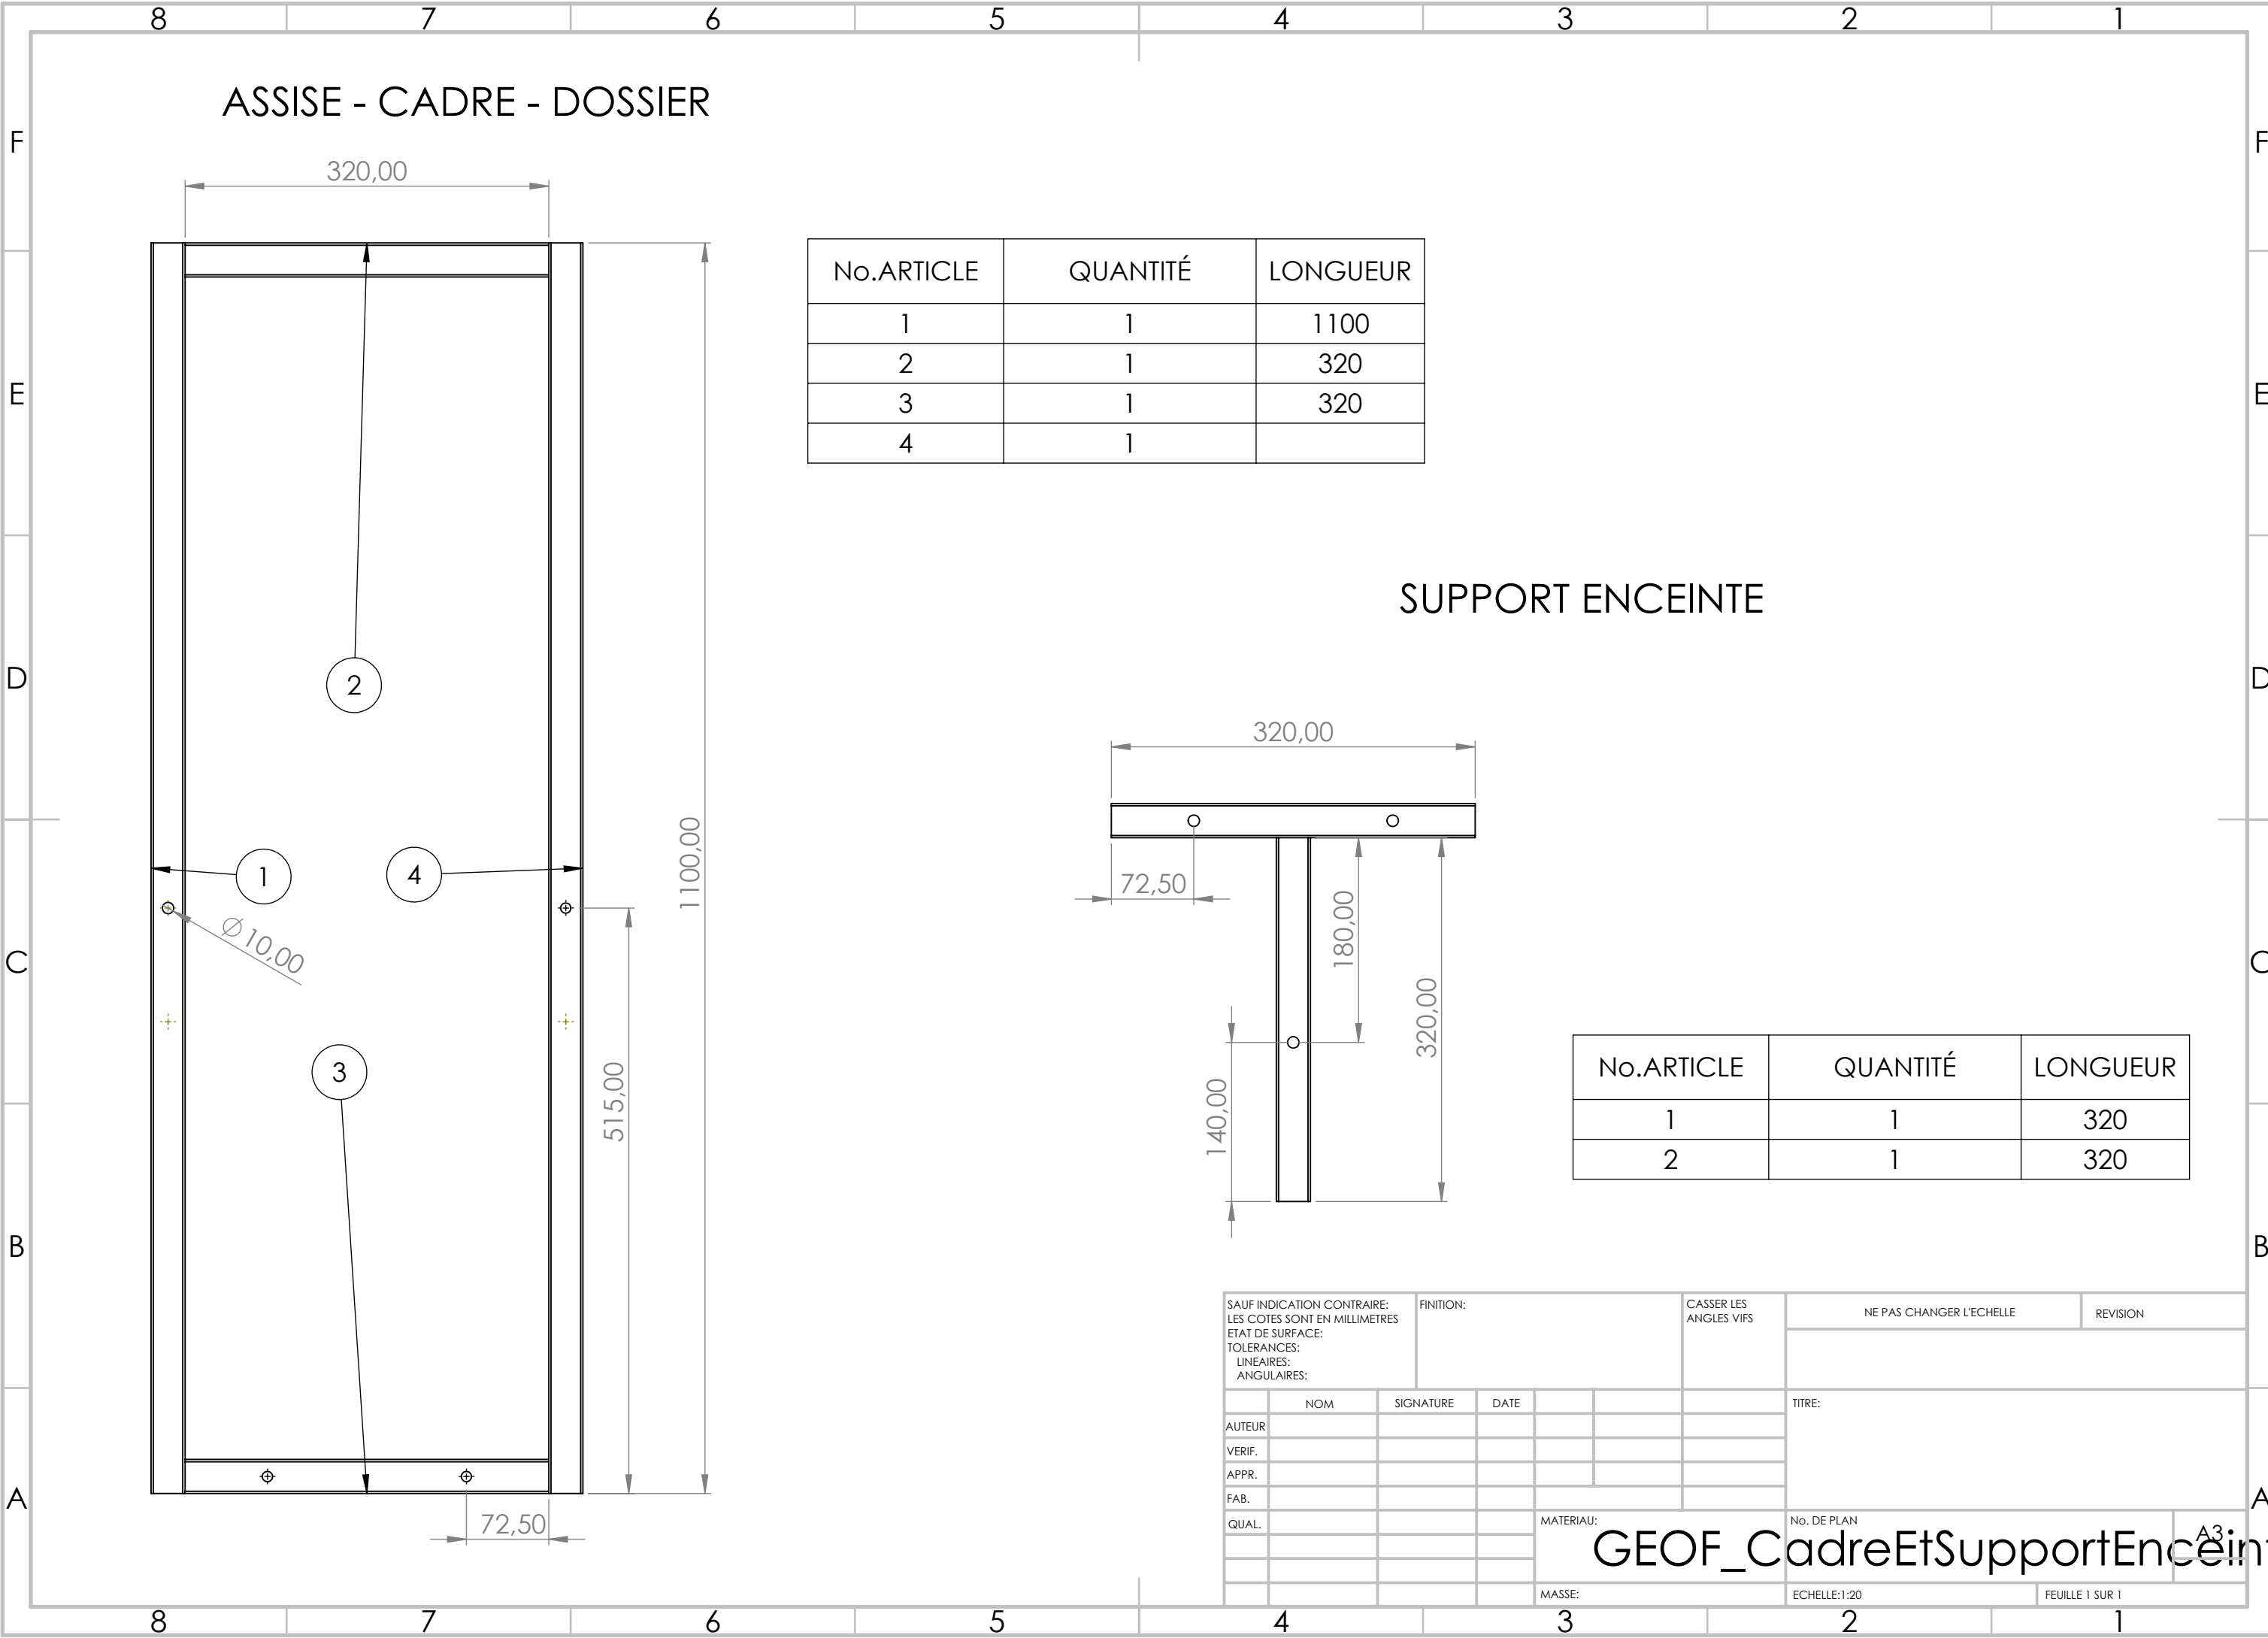 8 7 6 5 4 3 2 1
F F
E E
D D
C C
B B
A A
ASSISE - CADRE - DOSSIER
320,00
2
1
4
Ø 10,00
3
1100,00
515,00
72,50
No.ARTICLE QUANTITÉ LONGUEUR
1 1 1100
2 1 320
3 1 320
4 1
SUPPORT ENCEINTE
320,00
72,50
180,00
320,00
140,00
No.ARTICLE QUANTITÉ LONGUEUR
1 1 320
2 1 320
SAUF INDICATION CONTRAIRE:
LES COTES SONT EN MILLIMETRES
ETAT DE SURFACE:
TOLERANCES:
LINEAIRES:
ANGULAIRES:
FINITION:
CASSER LES
ANGLES VIFS
NE PAS CHANGER L'ECHELLE
REVISION
NOM SIGNATURE DATE
TITRE:
AUTEUR
VERIF.
APPR.
FAB.
QUAL.
MATERIAU:
No. DE PLAN
A3
GEOF_CadreEtSupportEncein
MASSE:
ECHELLE:1:20
FEUILLE 1 SUR 1
8 7 6 5 4 3 2 1